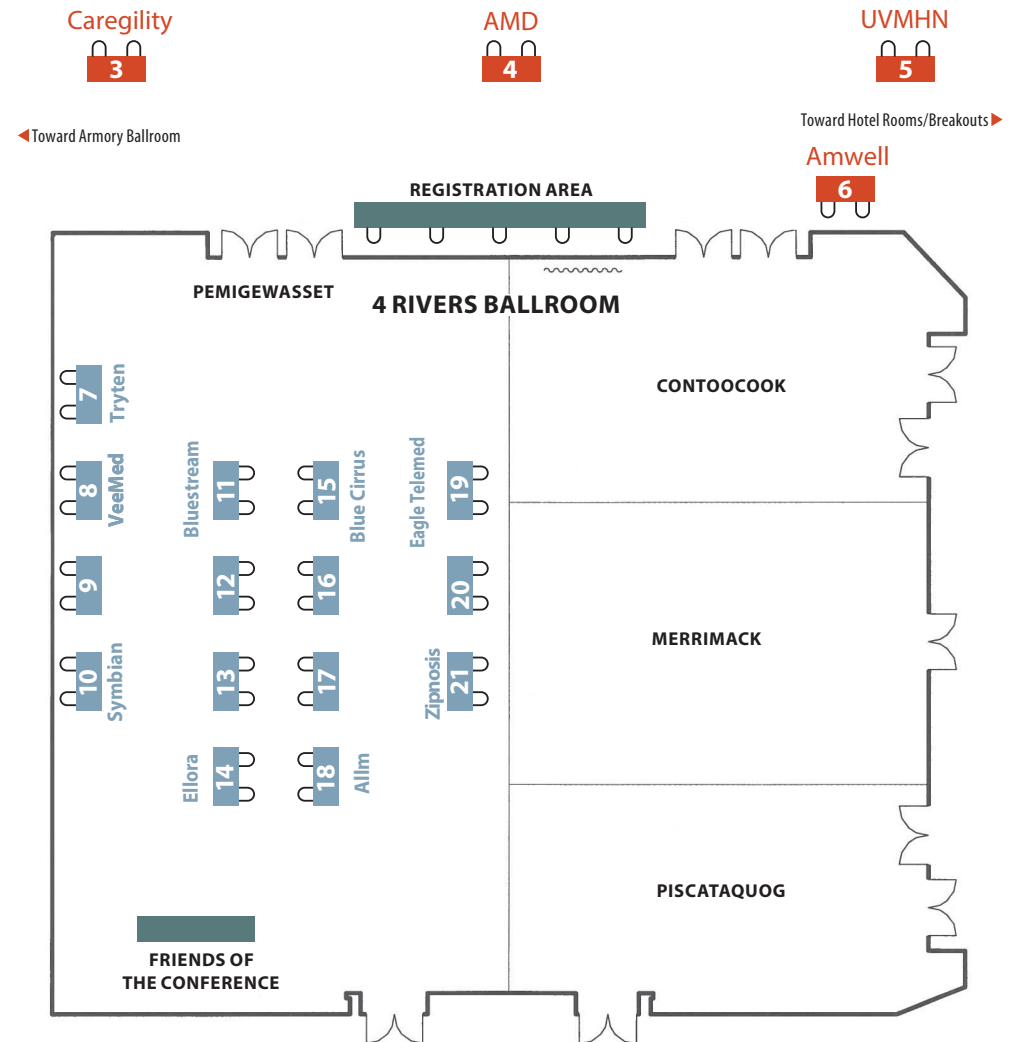 Caregility
AMD
UVMHN
3
4
5
Toward Armory Ballroom
Toward Hotel Rooms/Breakouts
Amwell
6
REGISTRATION AREA
PEMIGEWASSET
4 RIVERS BALLROOM
CONTOOCOOK
7
Tryten
8
VeeMed
Bluestream
11
15
Blue Cirrus
Eagle Telemed
19
9
12
16
20
10
Symbian
13
17
Zipnosis
21
MERRIMACK
Ellora
14
18
Allm
PISCATAQUOG
FRIENDS OF
THE CONFERENCE